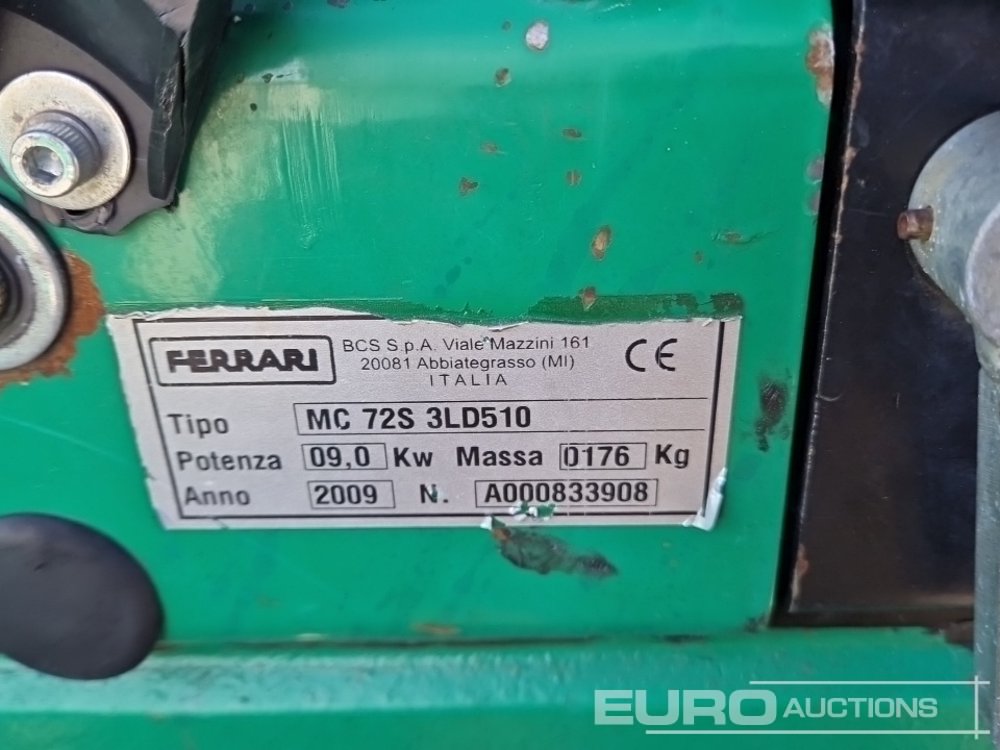 FERRARI
BCS S.p.A. Viale Mazzini 161
20081 Abbiategrasso (MI)
ITALIA
CE
Tipo MC 72S 3LD510
Potenza 09,0 Kw Massa 0176 Kg
Anno 2009 N. A000833908
EURO AUCTIONS